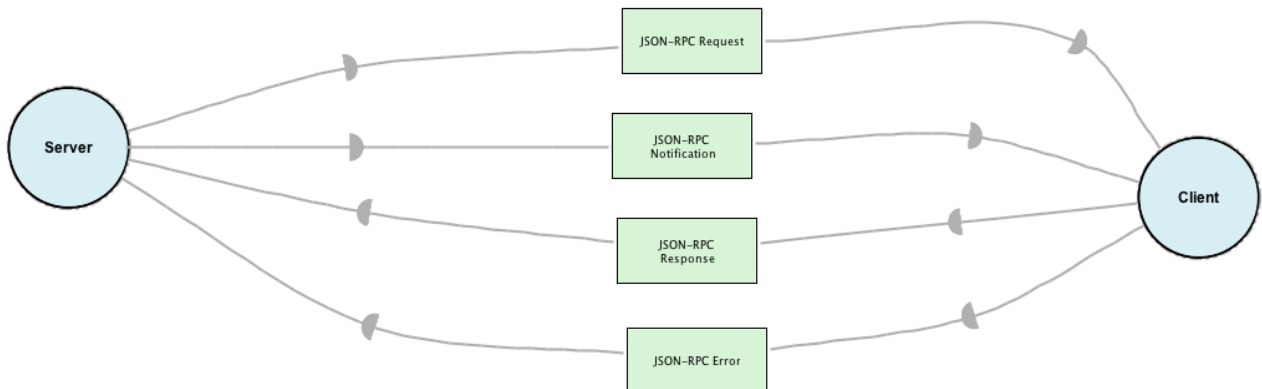 JSON-RPC Request
Server
JSON-RPC
Notification
Client
JSON-RPC
Response
JSON-RPC Error